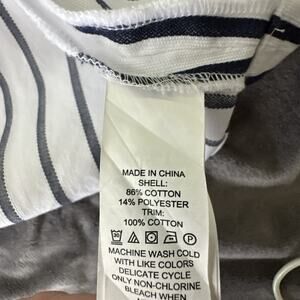 MADE IN CHINA
SHELL:
86% COTTON
14% POLYESTER
TRIM:
100% COTTON
MACHINE WASH COLD
WITH LIKE COLORS
DELICATE CYCLE
ONLY NON-CHLORINE
BLEACH WHEN